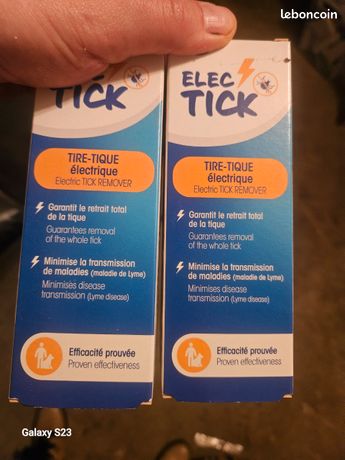 leboncoin
TICK
TIRE-TIQUE
électrique
Electric TICK REMOVER
Garantit le retrait total
de la tique
Guarantees removal
of the whole tick
Minimise la transmission
de maladies (maladie de Lyme)
Minimises disease
transmission (Lyme disease)
Efficacité prouvée
Proven effectiveness
ELEC
TICK
TIRE-TIQUE
électrique
Electric TICK REMOVER
Garantit le retrait total
de la tique
Guarantees removal
of the whole tick
Minimise la transmission
de maladies (maladie de Lyme)
Minimises disease
transmission (Lyme disease)
Efficacité prouvée
Proven effectiveness
Galaxy S23